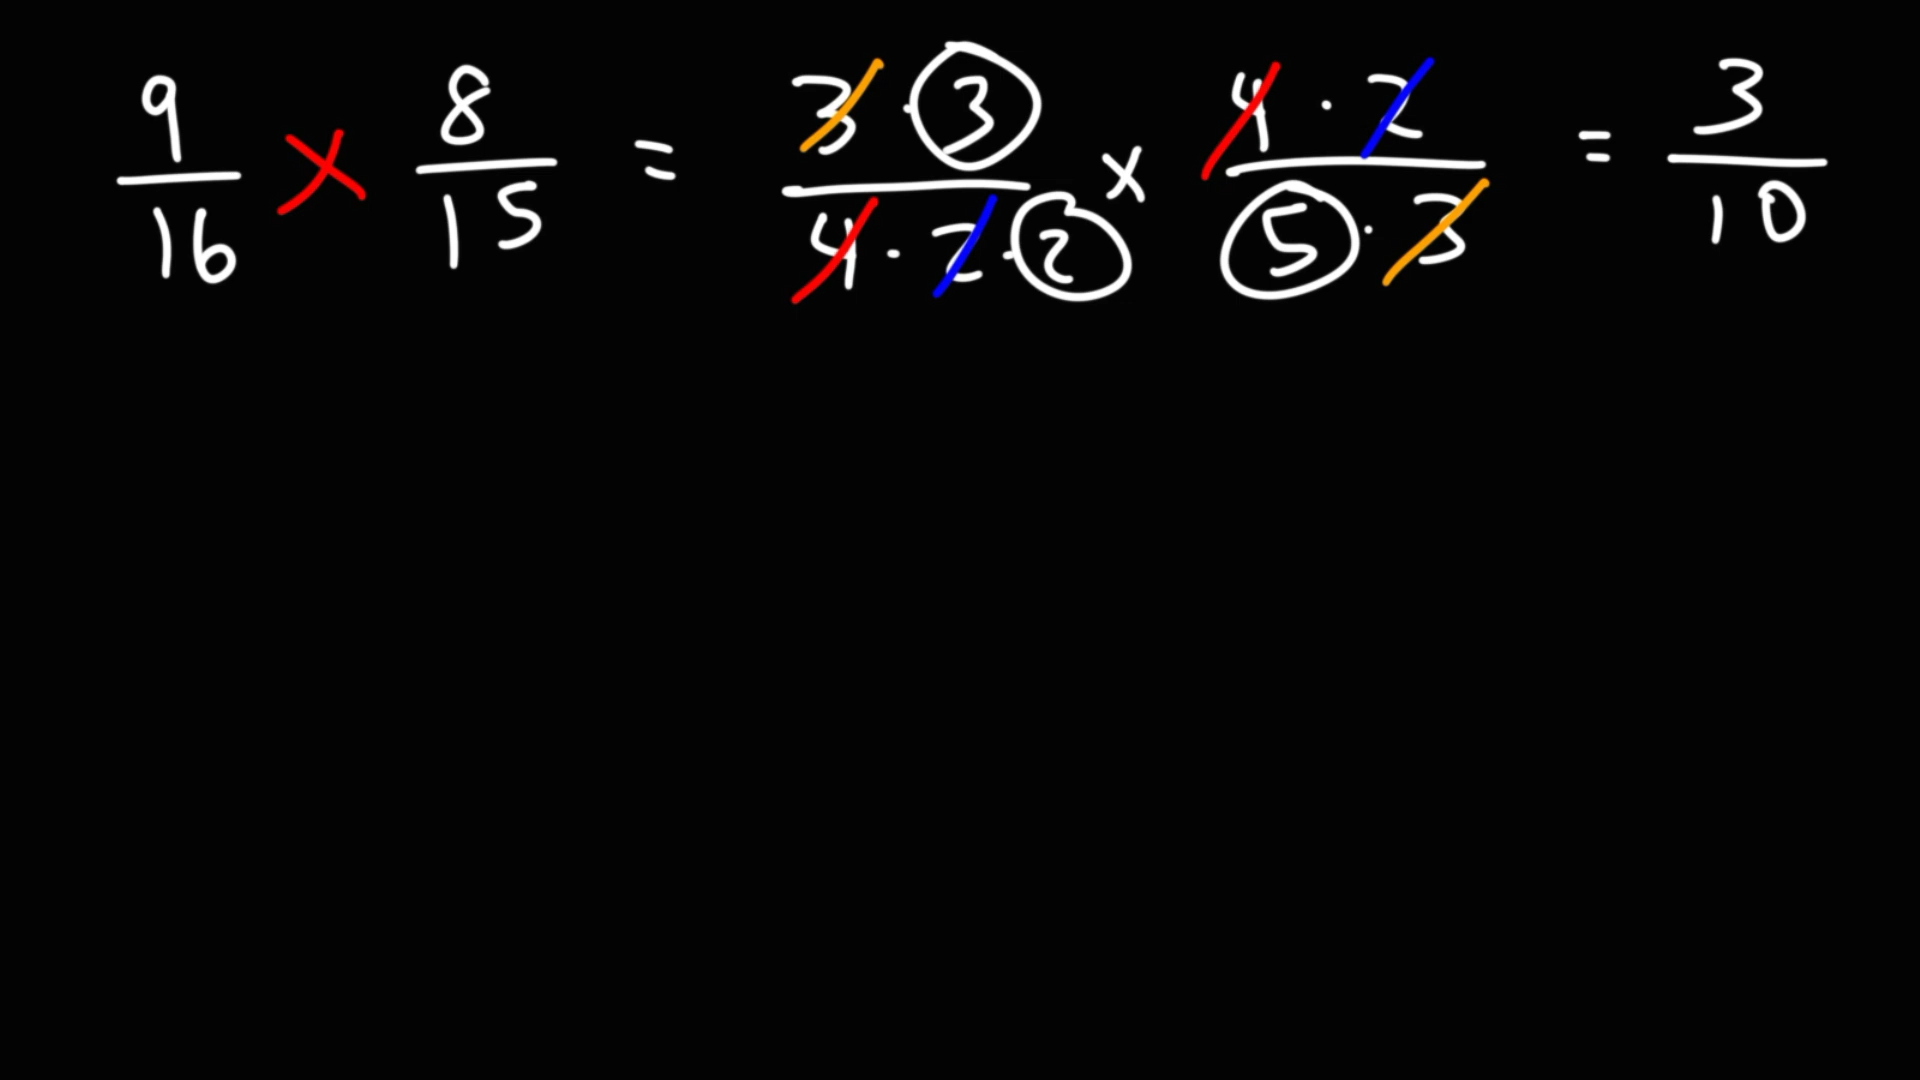 9/16 × 8/15 = 3·3/4·2·2 × 4·2/5·3 = 3/10